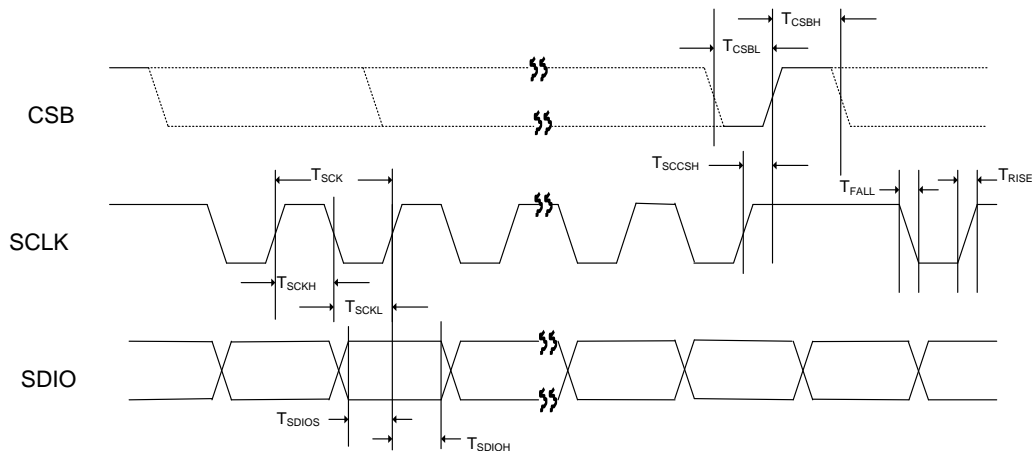 TCSBH
TCSBL
CSB
TSCCSH
TSCK
TFALL
TRISE
SCLK
TSCKH
TSCKL
SDIO
TSDIOS
TSDIOH